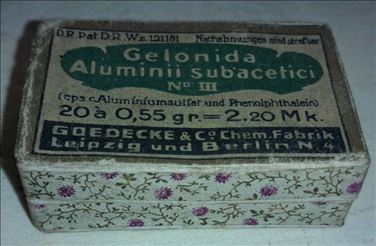 D.R.Pat.D.R.Wz.121181 Nachahmungen sind strafbar
Gelonida
Aluminii subacetici
No III
(cps c. Aluminiumsulfat und Phenolphthalein)
20 à 0,55 gr. = 2.20 Mk.
GOEDECKE & Co Chem. Fabrik
Leipzig und Berlin N.4